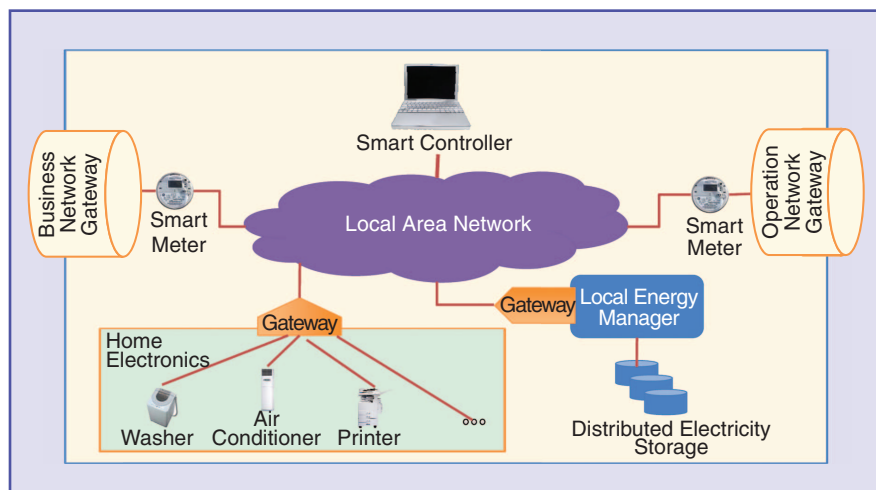 Smart Controller
Business
Network
Gateway
Smart
Meter
Local Area Network
Smart
Meter
Operation
Network
Gateway
Gateway
Gateway
Local Energy
Manager
Home
Electronics
Washer
Air
Conditioner
Printer
Distributed Electricity
Storage